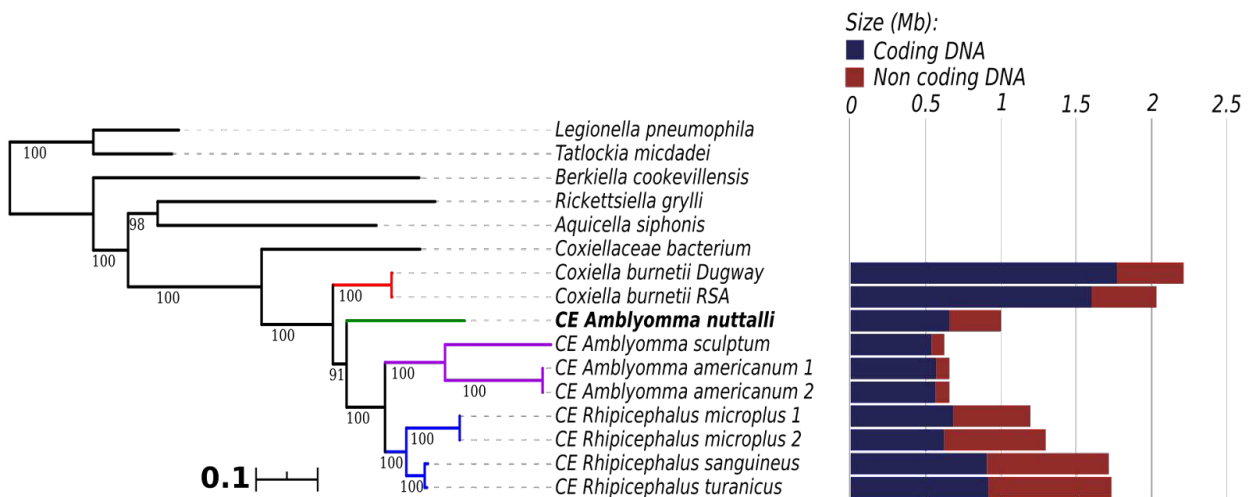 Size (Mb):
Coding DNA
Non coding DNA
0 0.5 1 1.5 2 2.5
Legionella pneumophila
100
Tatlockia micdadei
Berkiella cookevillensis
Rickettsiella grylli
98
Aquicella siphonis
Coxiellaceae bacterium
100
Coxiella burnetii Dugway
100
100
Coxiella burnetii RSA
CE Amblyomma nuttalli
100
CE Amblyomma sculptum
CE Amblyomma americanum 1
91
100
CE Amblyomma americanum 2
100
CE Rhipicephalus microplus 1
100
CE Rhipicephalus microplus 2
100
CE Rhipicephalus sanguineus
100
0.1
CE Rhipicephalus turanicus
100